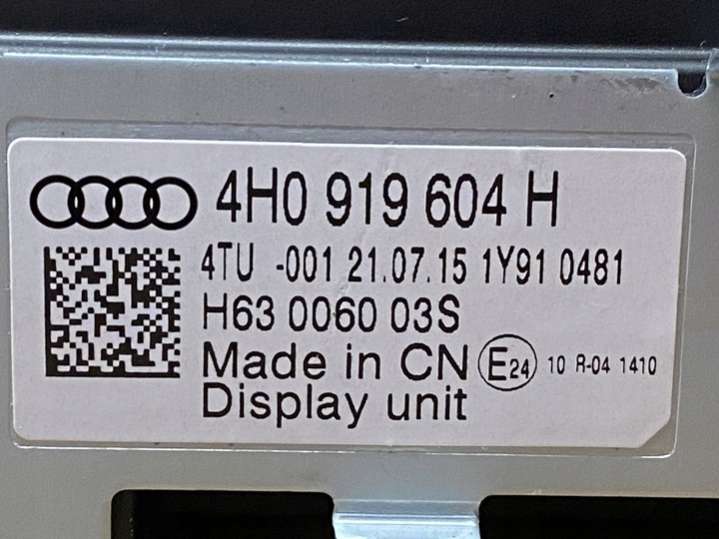 4H0 919 604 H
4TU -001 21.07.15 1Y91 0481
H63 0060 03S
Made in CN E24 10 R-04 1410
Display unit